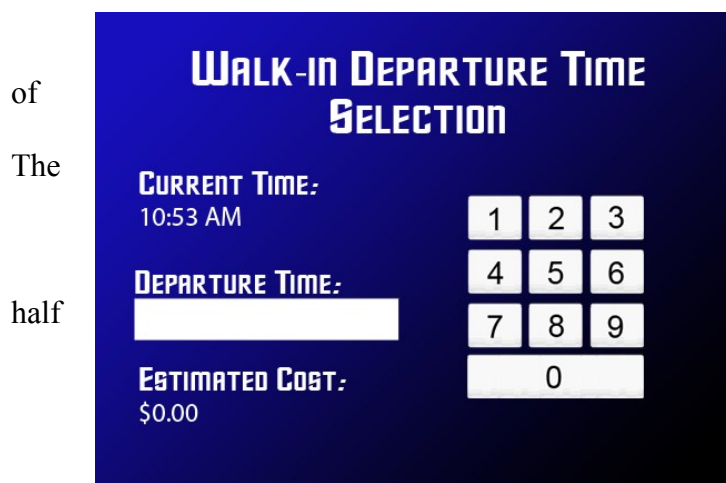 of
The
half
Walk-in Departure Time
Selection
Current Time:
10:53 AM
Departure Time:
Estimated Cost:
$0.00
1 2 3
4 5 6
7 8 9
0